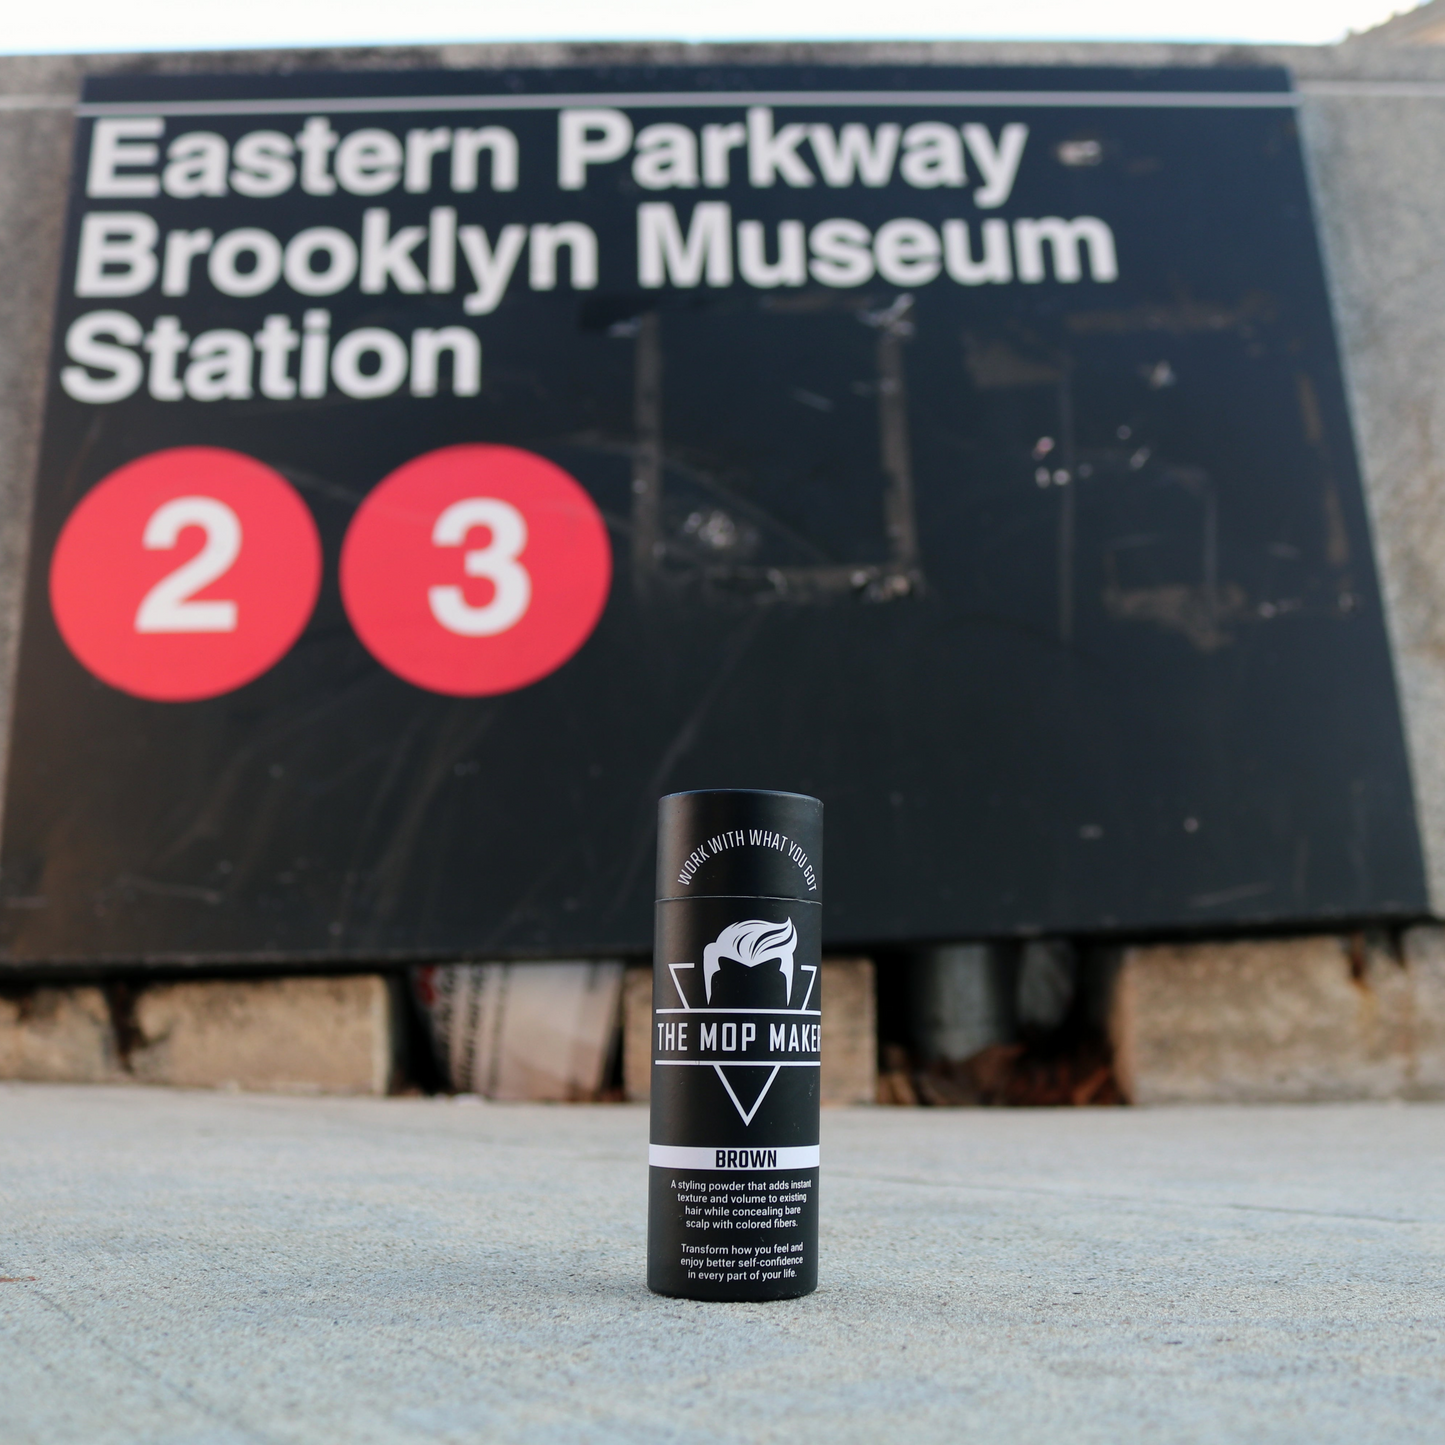 Eastern Parkway
Brooklyn Museum
Station
2 3
WORK WITH WHAT YOU GOT
THE MOP MAKER
BROWN
A styling powder that adds instant
texture and volume to existing
hair while concealing bare
scalp with colored fibers.
Transform how you feel and
enjoy better self-confidence
in every part of your life.